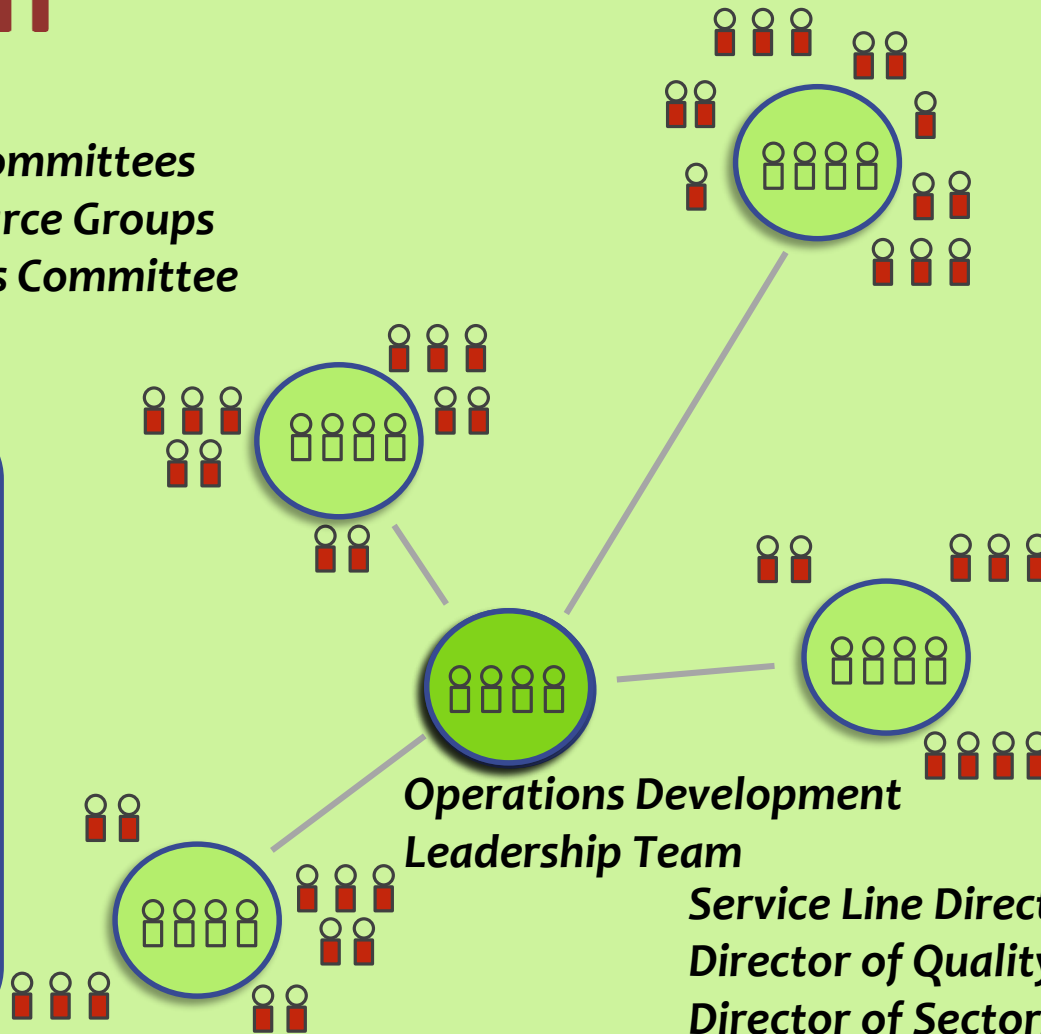 ommittees
rce Groups
s Committee
Operations Development
Leadership Team
Service Line Direct
Director of Quality
Director of Sector